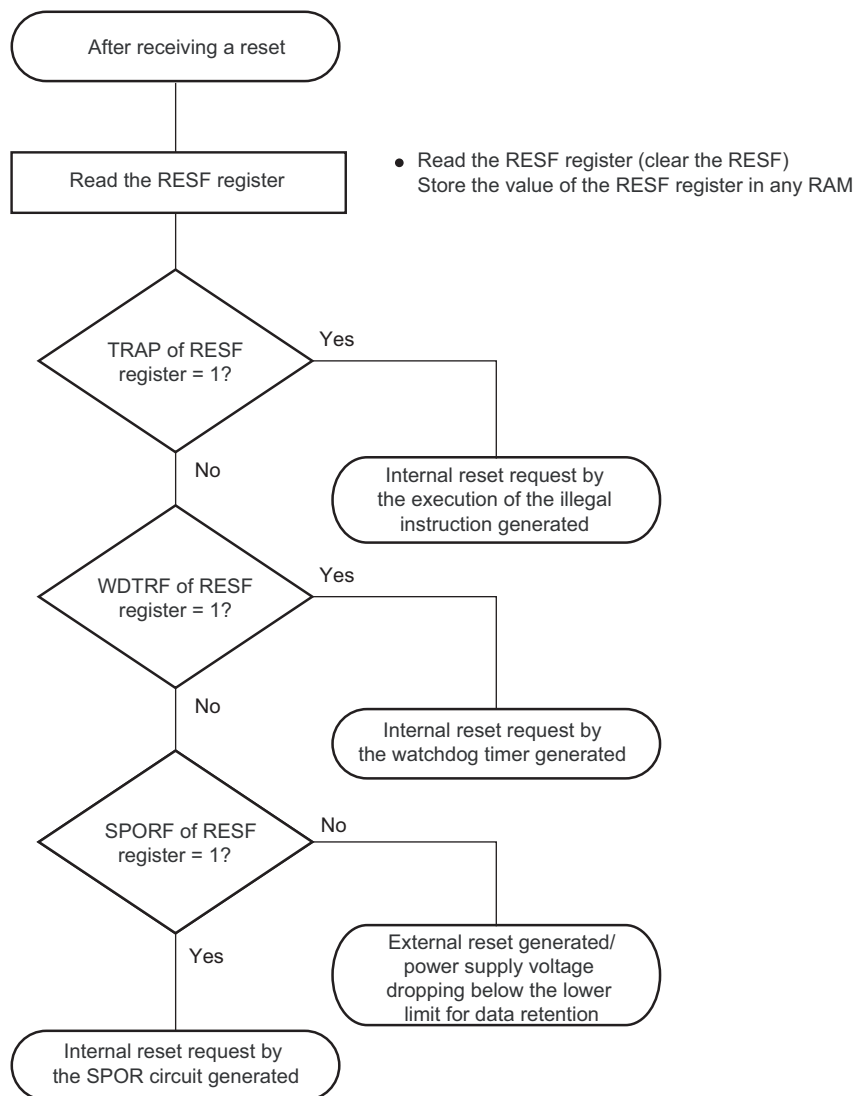 After receiving a reset
Read the RESF register
● Read the RESF register (clear the RESF)
Store the value of the RESF register in any RAM
TRAP of RESF
register = 1?
Yes
No
Internal reset request by
the execution of the illegal
instruction generated
WDTRF of RESF
register = 1?
Yes
No
Internal reset request by
the watchdog timer generated
SPORF of RESF
register = 1?
No
Yes
External reset generated/
power supply voltage
dropping below the lower
limit for data retention
Internal reset request by
the SPOR circuit generated